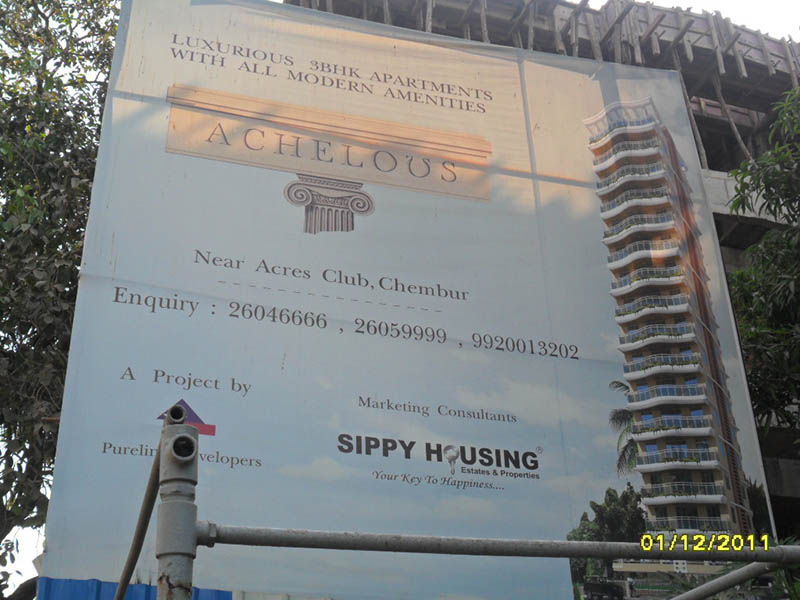 LUXURIOUS 3BHK APARTMENTS
WITH ALL MODERN AMENITIES
ACHELOUS
Near Acres Club, Chembur
Enquiry : 26046666 , 26059999 , 9920013202
A Project by
Marketing Consultants
SIPPY HOUSING®
Estates & Properties
Your Key To Happiness....
01/12/2011